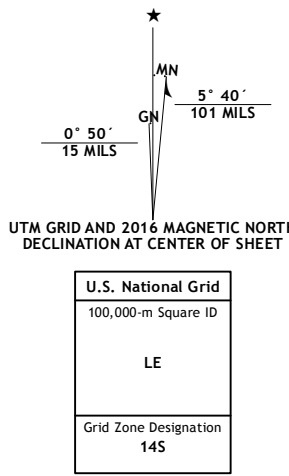 MN
GN
5° 40´
101 MILS
0° 50´
15 MILS
UTM GRID AND 2016 MAGNETIC NORTH
DECLINATION AT CENTER OF SHEET
U.S. National Grid
100,000-m Square ID
LE
Grid Zone Designation
14S